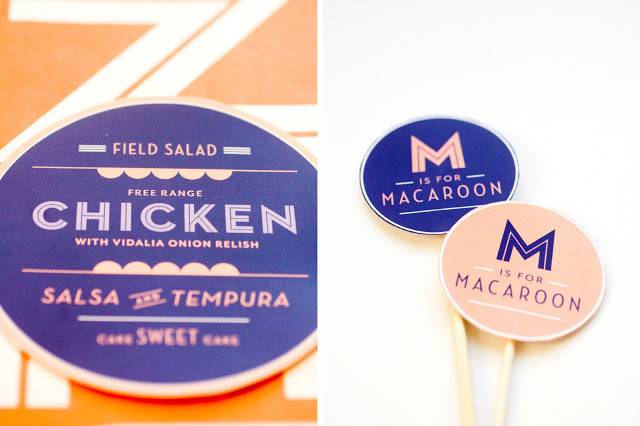 FIELD SALAD
FREE RANGE
CHICKEN
WITH VIDALIA ONION RELISH
SALSA AND TEMPURA
CAKE SWEET CAKE
M
IS FOR
MACAROON
M
IS FOR
MACAROON